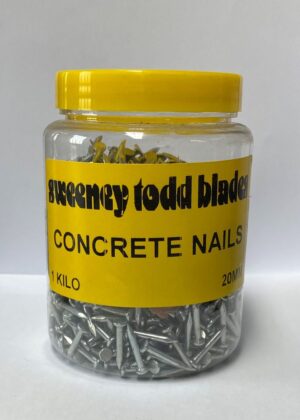 sweeney todd blades
CONCRETE NAILS
1 KILO 20MM